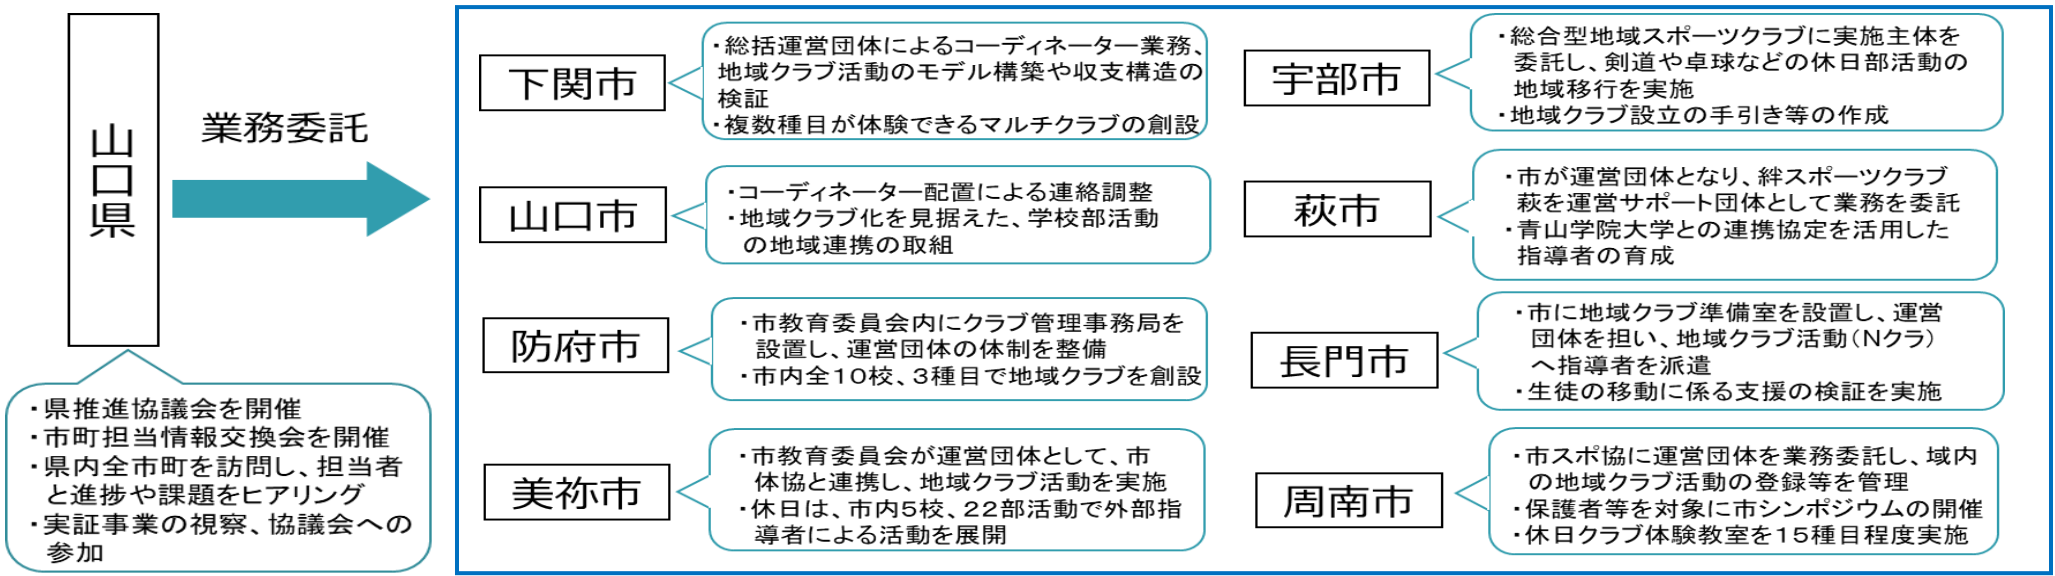 山口県
業務委託
・県推進協議会を開催
・市町担当情報交換会を開催
・県内全市町を訪問し、担当者
と進捗や課題をヒアリング
・実証事業の視察、協議会への
参加
下関市
・総括運営団体によるコーディネーター業務、
地域クラブ活動のモデル構築や収支構造の
検証
・複数種目が体験できるマルチクラブの創設
山口市
・コーディネーター配置による連絡調整
・地域クラブ化を見据えた、学校部活動
の地域連携の取組
防府市
・市教育委員会内にクラブ管理事務局を
設置し、運営団体の体制を整備
・市内全10校、3種目で地域クラブを創設
美祢市
・市教育委員会が運営団体として、市
体協と連携し、地域クラブ活動を実施
・休日は、市内5校、22部活動で外部指
導者による活動を展開
宇部市
・総合型地域スポーツクラブに実施主体を
委託し、剣道や卓球などの休日部活動の
地域移行を実施
・地域クラブ設立の手引き等の作成
萩市
・市が運営団体となり、絆スポーツクラブ
萩を運営サポート団体として業務を委託
・青山学院大学との連携協定を活用した
指導者の育成
長門市
・市に地域クラブ準備室を設置し、運営
団体を担い、地域クラブ活動(Nクラ)
へ指導者を派遣
・生徒の移動に係る支援の検証を実施
周南市
・市スポ協に運営団体を業務委託し、域内
の地域クラブ活動の登録等を管理
・保護者等を対象に市シンポジウムの開催
・休日クラブ体験教室を15種目程度実施